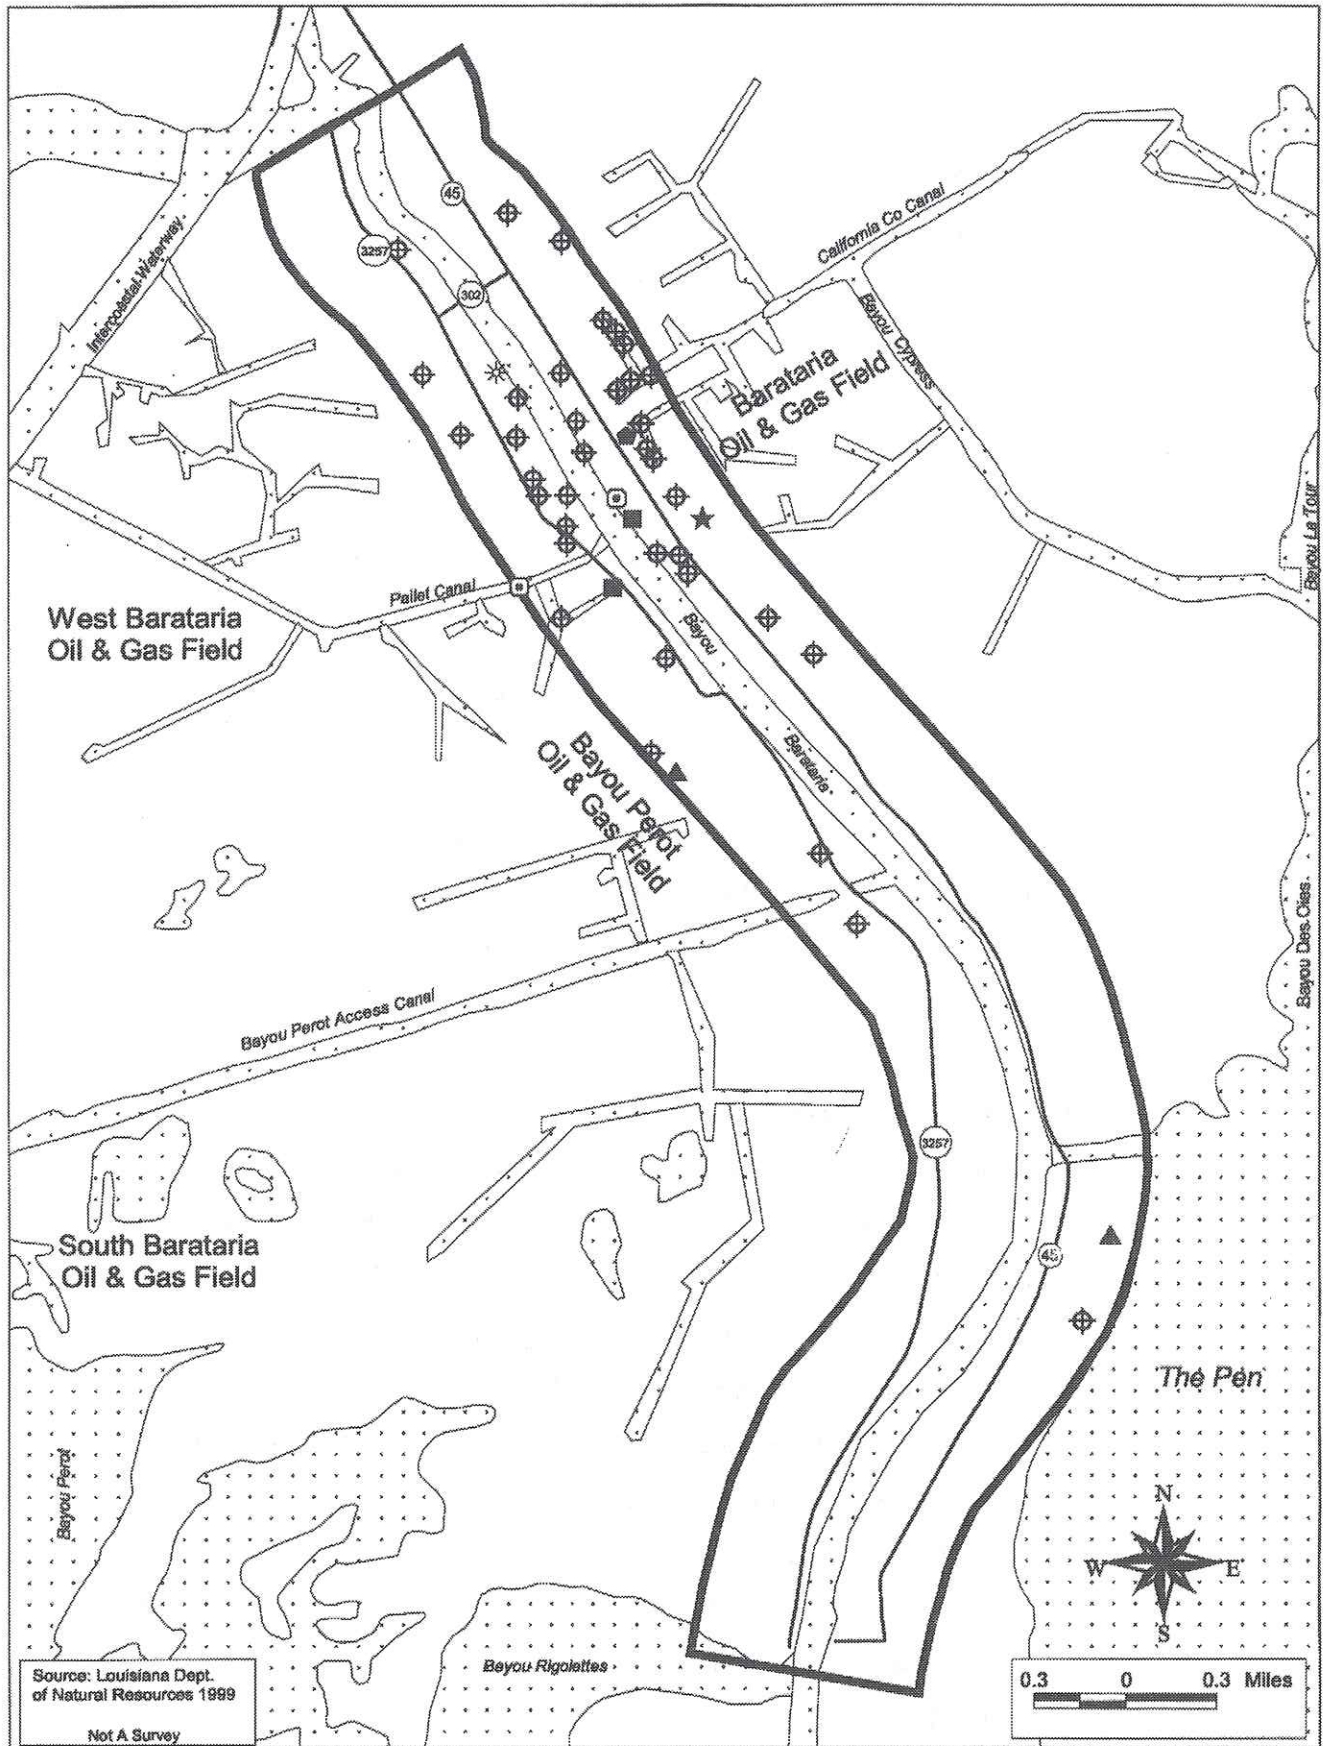 45
3257
302
Intercoastal Waterway
California Co Canal
Bayou Cypress
Barataria
Oil & Gas Field
Bayou La Tour
Pallet Canal
West Barataria
Oil & Gas Field
Bayou
Barataria
Bayou Perot
Oil & Gas Field
Bayou Des Oies
Bayou Perot Access Canal
3257
South Barataria
Oil & Gas Field
45
The Pen
Bayou Perot
N
W E
S
Bayou Rigolettes
Source: Louisiana Dept.
of Natural Resources 1999
Not A Survey
0.3 0 0.3 Miles